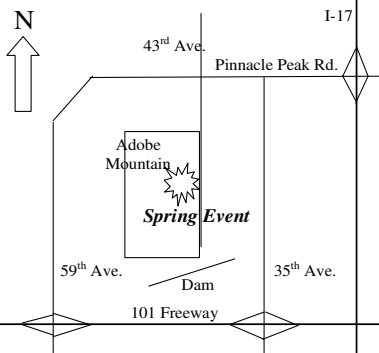 N
I-17
43rd Ave.
Pinnacle Peak Rd.
Adobe
Mountain
Spring Event
59th Ave.
35th Ave.
Dam
101 Freeway